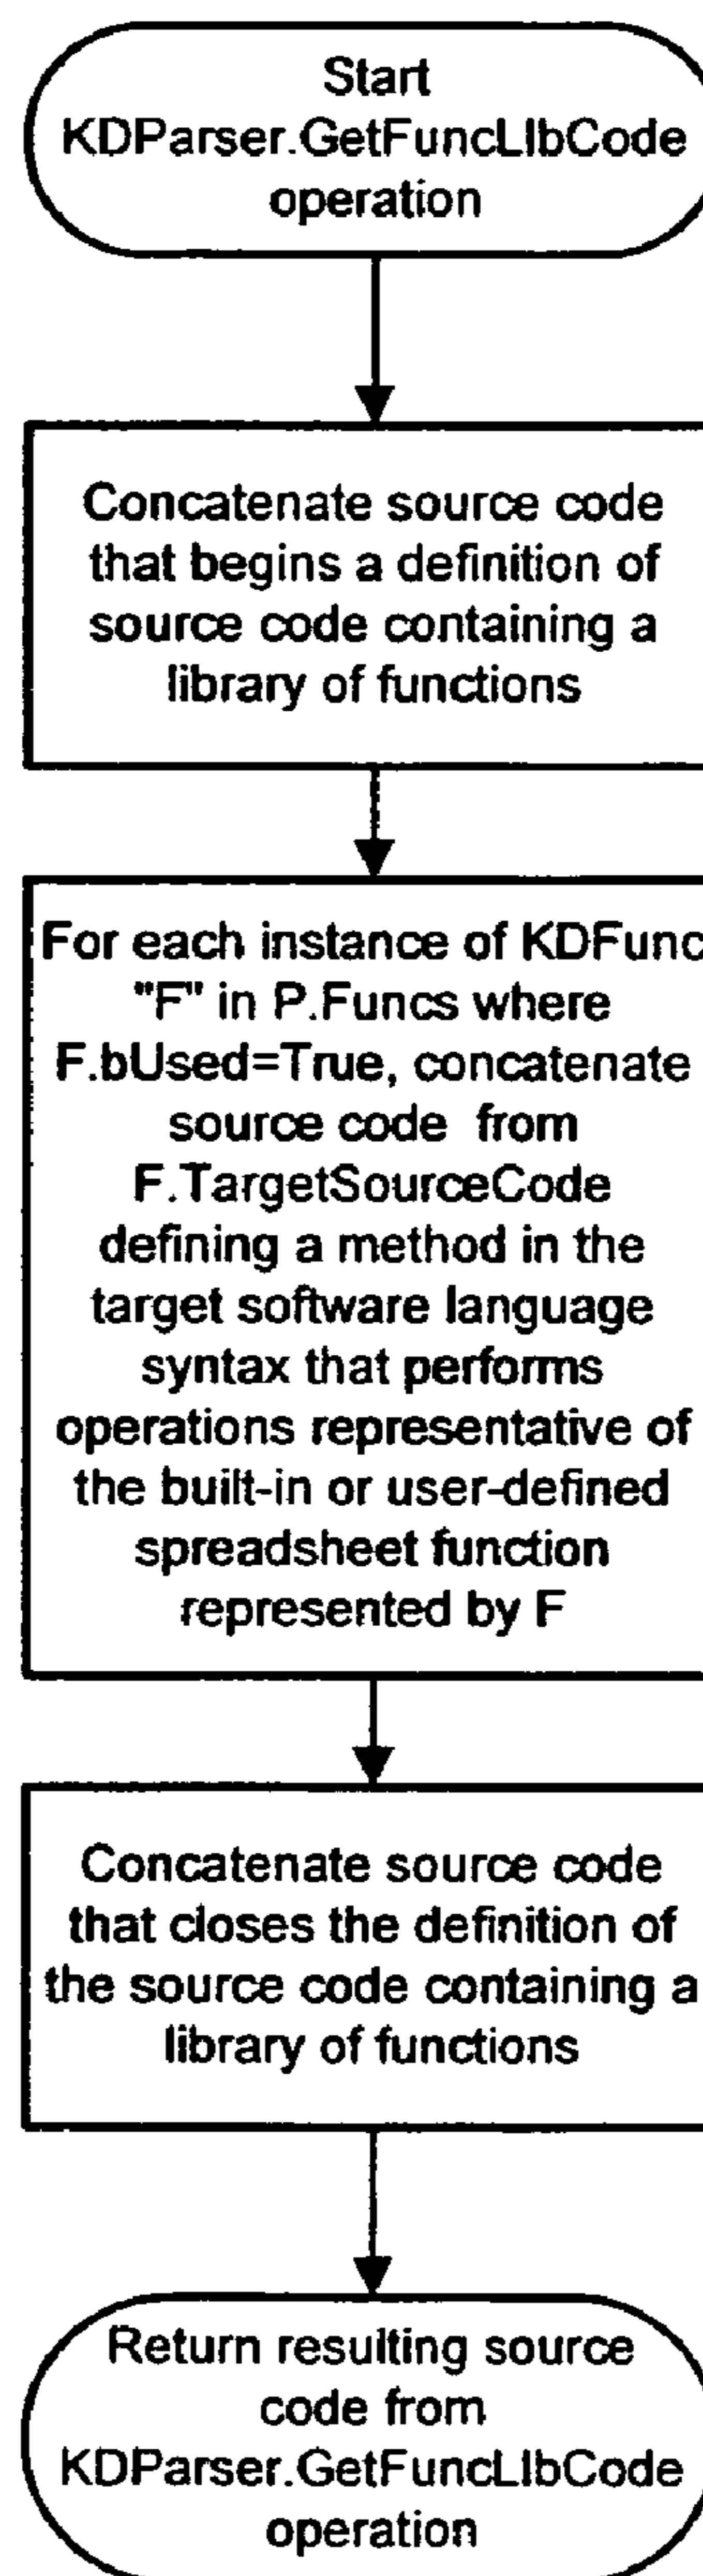 Start
KDParser.GetFuncLIbCode
operation
Concatenate source code
that begins a definition of
source code containing a
library of functions
For each instance of KDFunc
"F" in P.Funcs where
F.bUsed=True, concatenate
source code from
F.TargetSourceCode
defining a method in the
target software language
syntax that performs
operations representative of
the built-in or user-defined
spreadsheet function
represented by F
Concatenate source code
that closes the definition of
the source code containing a
library of functions
Return resulting source
code from
KDParser.GetFuncLIbCode
operation